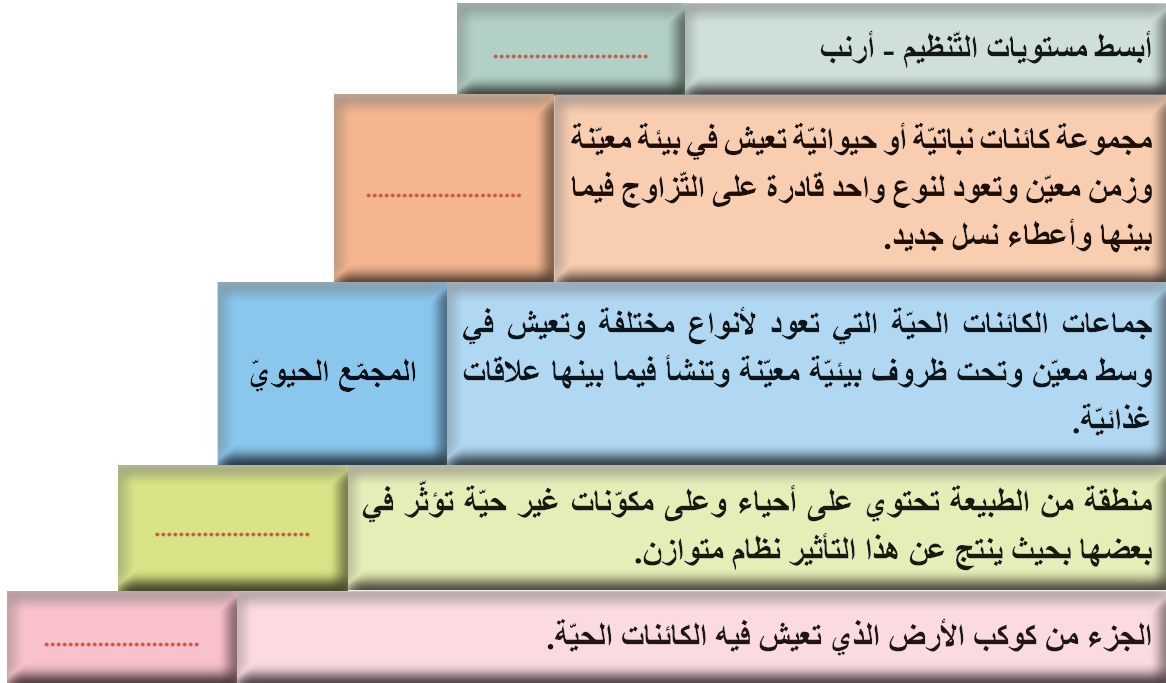 أبسط مستويات التّنظيم - أرنب
..........................
مجموعة كائنات نباتيّة أو حيوانيّة تعيش في بيئة معيّنة
وزمن معيّن وتعود لنوع واحد قادرة على التّزاوج فيما
بينها وأعطاء نسل جديد.
..........................
جماعات الكائنات الحيّة التي تعود لأنواع مختلفة وتعيش في
وسط معيّن وتحت ظروف بيئيّة معيّنة وتنشأ فيما بينها علاقات
غذائيّة.
المجمّع الحيويّ
منطقة من الطبيعة تحتوي على أحياء وعلى مكوّنات غير حيّة تؤثّر في
بعضها بحيث ينتج عن هذا التأثير نظام متوازن.
..........................
الجزء من كوكب الأرض الذي تعيش فيه الكائنات الحيّة.
..........................